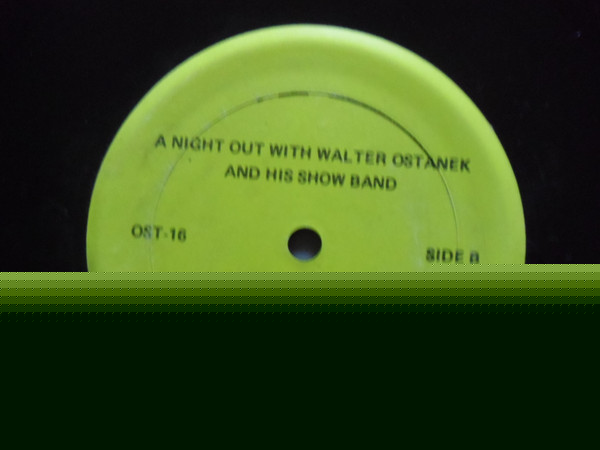 A NIGHT OUT WITH WALTER OSTANEK
AND HIS SHOW BAND
OST-16
SIDE B